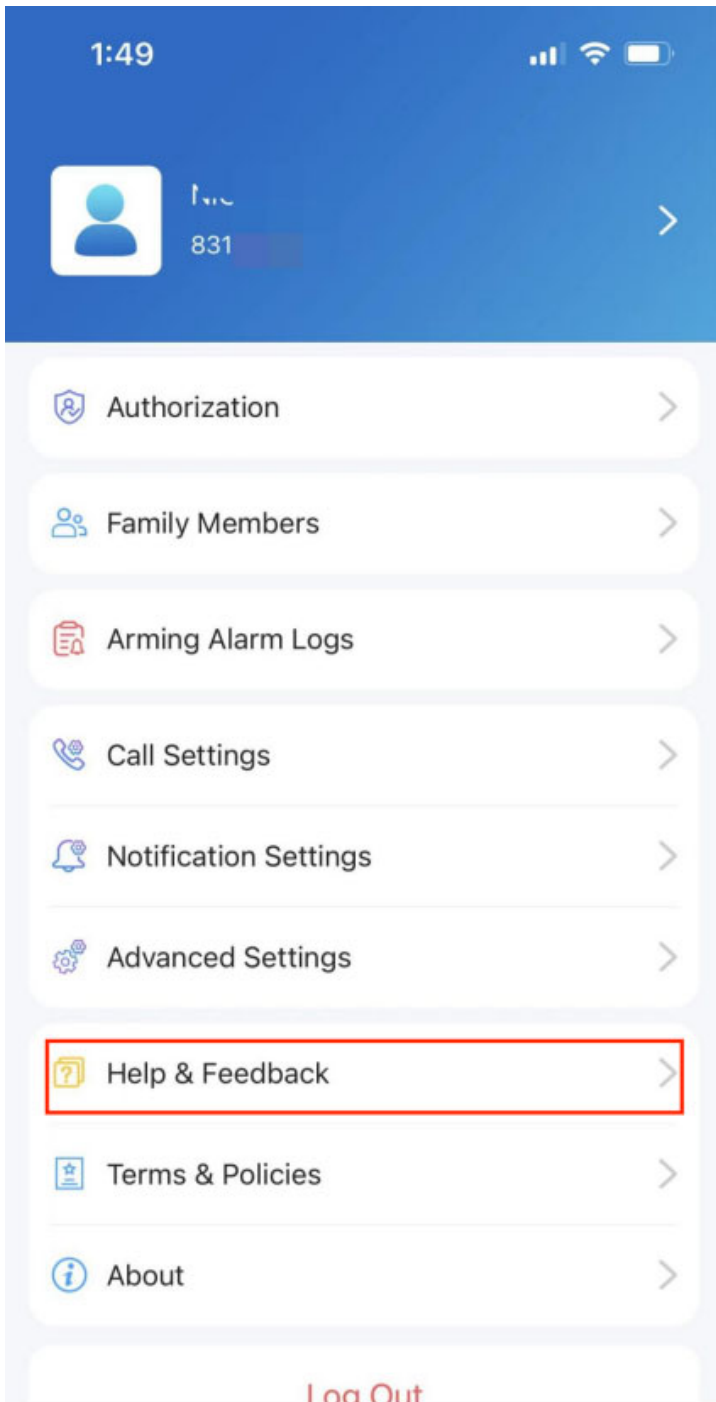 1:49
831
Authorization
Family Members
Arming Alarm Logs
Call Settings
Notification Settings
Advanced Settings
Help & Feedback
Terms & Policies
About
Log Out